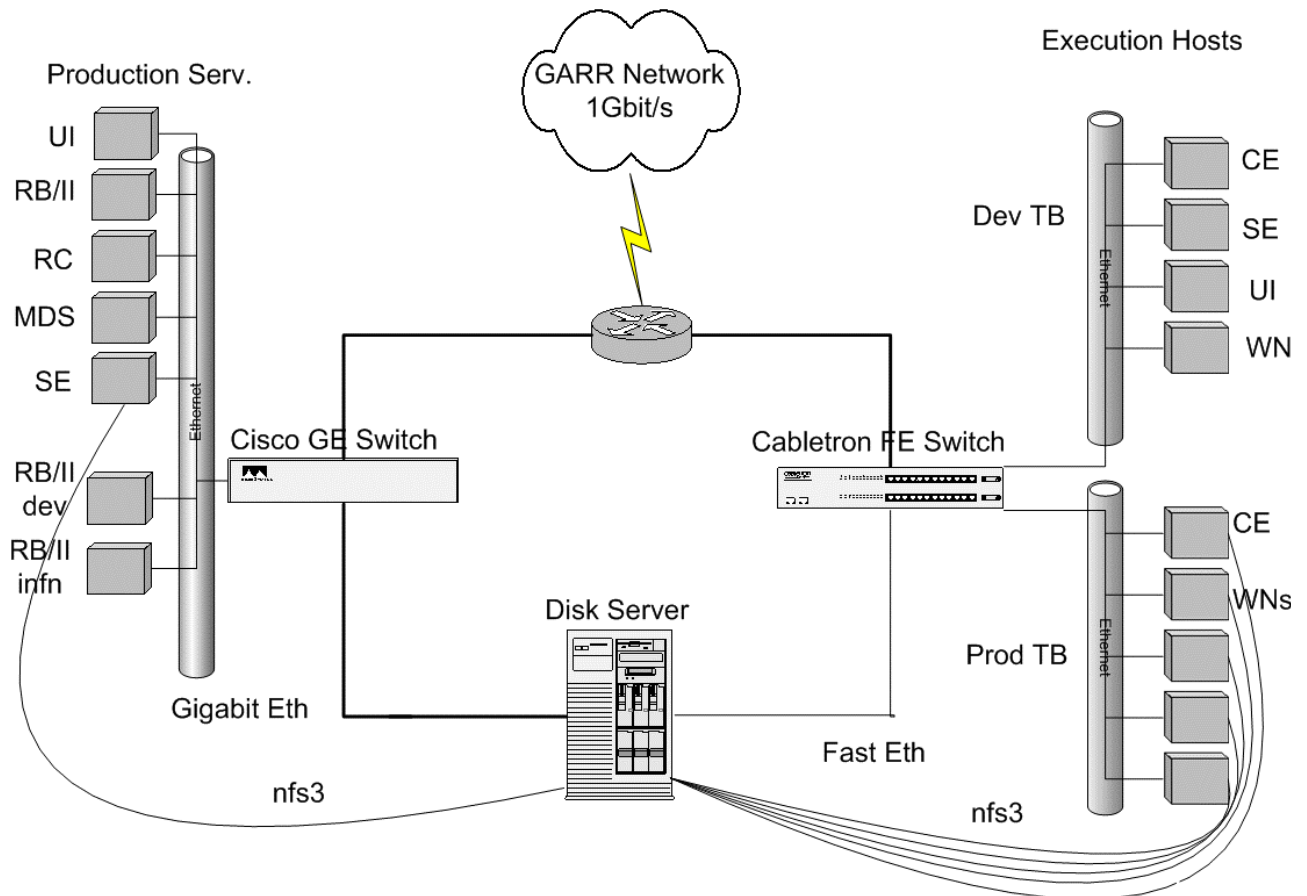 Execution Hosts
GARR Network
1Gbit/s
Production Serv.
UI
RB/II
RC
MDS
SE
RB/II
dev
RB/II
infn
Ethernet
Cisco GE Switch
Gigabit Eth
nfs3
Disk Server
Cabletron FE Switch
Fast Eth
nfs3
Dev TB
Ethernet
CE
SE
UI
WN
Prod TB
Ethernet
CE
WNs